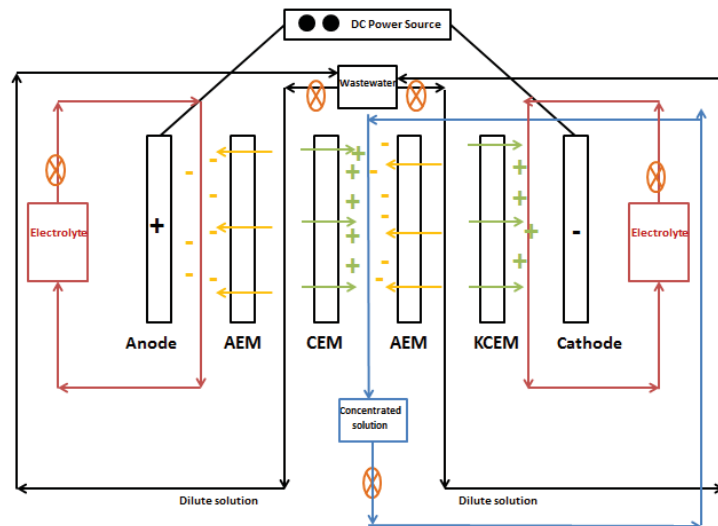 DC Power Source
Wastewater
Electrolyte
+
-
Electrolyte
Anode
AEM
CEM
AEM
KCEM
Cathode
Concentrated
solution
Dilute solution
Dilute solution